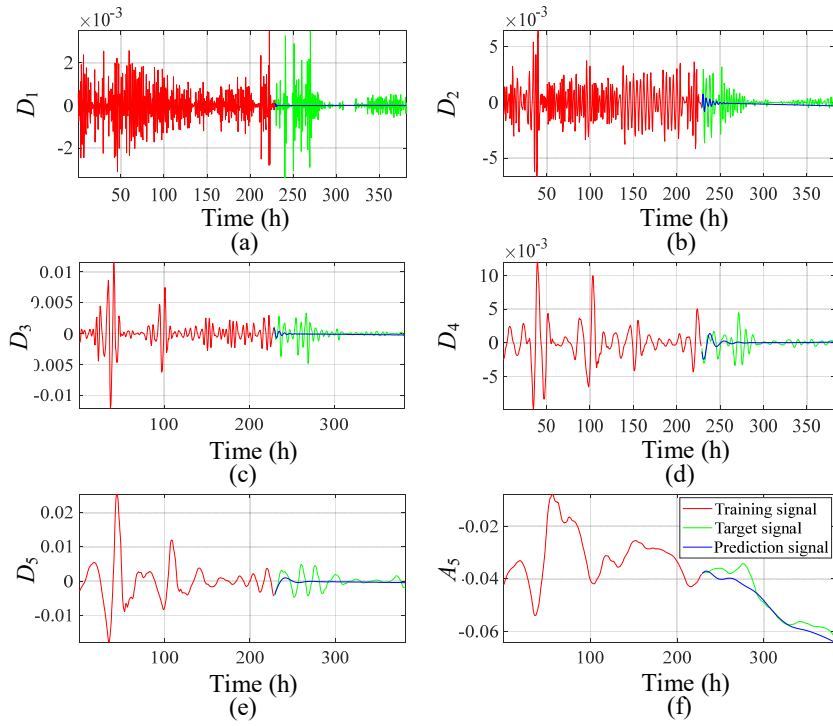 ×10⁻³
2
0
-2
D₁
50 100 150 200 250 300 350
Time (h)
(a)
×10⁻³
5
0
-5
D₂
50 100 150 200 250 300 350
Time (h)
(b)
0.01
0.005
0
0.005
-0.01
D₃
100 200 300
Time (h)
(c)
×10⁻³
10
5
0
-5
D₄
50 100 150 200 250 300 350
Time (h)
(d)
0.02
0.01
0
-0.01
D₅
100 200 300
Time (h)
(e)
-0.02
-0.04
-0.06
A₅
Training signal
Target signal
Prediction signal
100 200 300
Time (h)
(f)